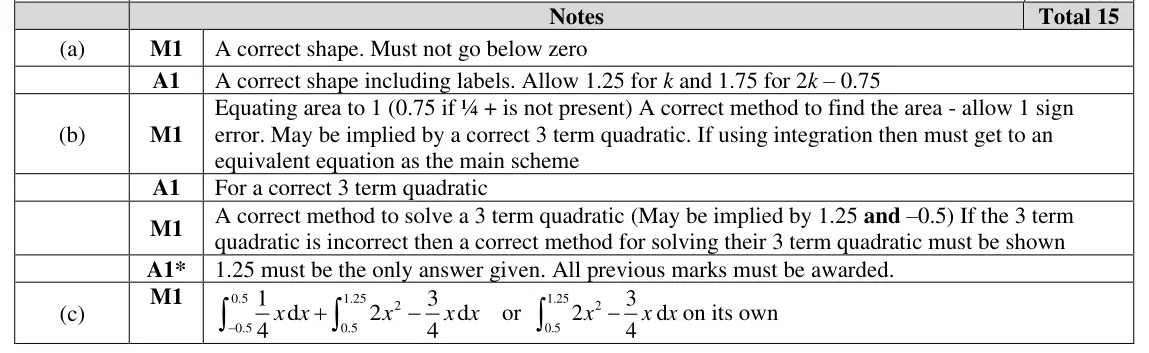 Notes Total 15
(a) M1 A correct shape. Must not go below zero
A1 A correct shape including labels. Allow 1.25 for k and 1.75 for 2k – 0.75
Equating area to 1 (0.75 if ¼ + is not present) A correct method to find the area - allow 1 sign
(b) M1 error. May be implied by a correct 3 term quadratic. If using integration then must get to an
equivalent equation as the main scheme
A1 For a correct 3 term quadratic
M1 A correct method to solve a 3 term quadratic (May be implied by 1.25 and –0.5) If the 3 term
quadratic is incorrect then a correct method for solving their 3 term quadratic must be shown
A1* 1.25 must be the only answer given. All previous marks must be awarded.
(c) M1 ∫_{–0.5}^{0.5} 1/4 x dx + ∫_{0.5}^{1.25} 2x² – 3/4 x dx or ∫_{0.5}^{1.25} 2x² – 3/4 x dx on its own